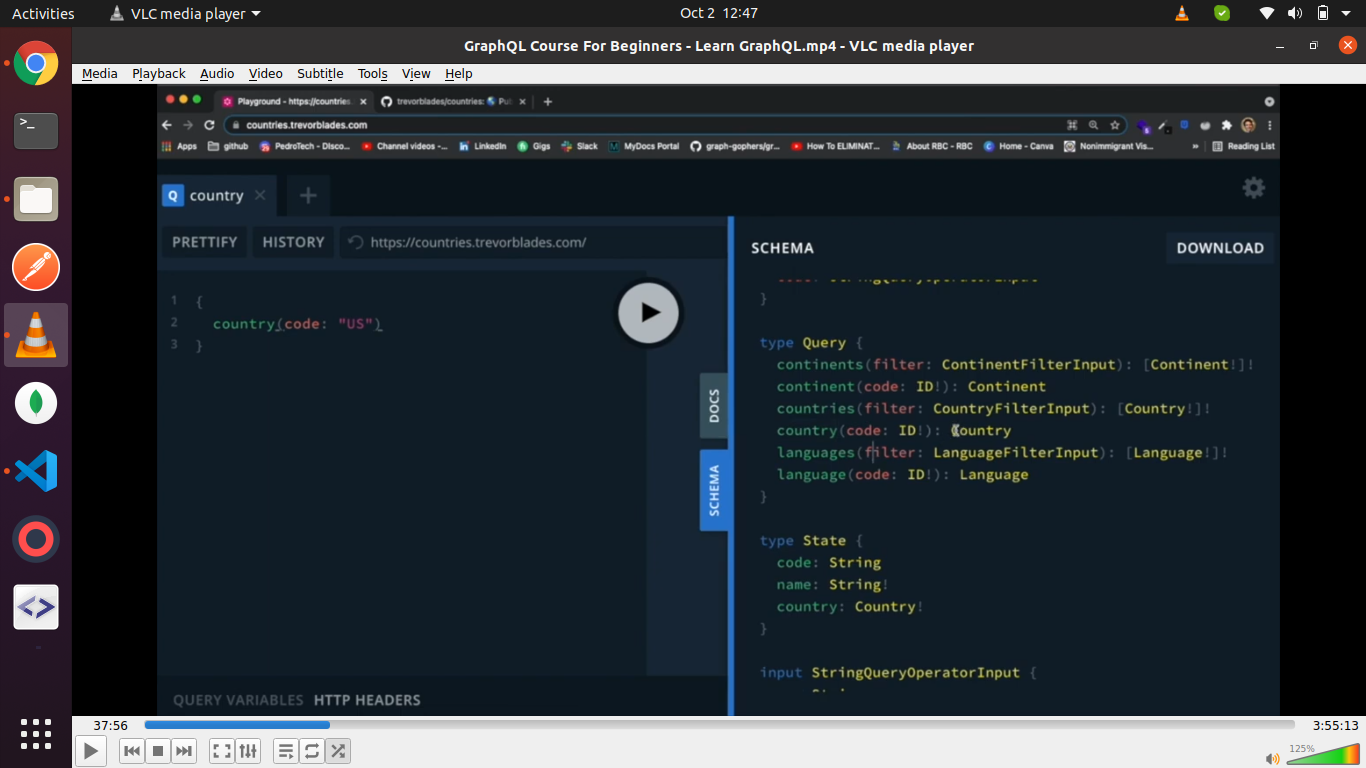 Activities VLC media player Oct 2 12:47
GraphQL Course For Beginners - Learn GraphQL.mp4 - VLC media player
Media Playback Audio Video Subtitle Tools View Help
Playground - https://countries trevorblades/countries: Pu
countries.trevorblades.com
Apps github PedroTech - Disco... Channel videos -... LinkedIn Gigs Slack MyDocs Portal graph-gophers/gr... How To ELIMINAT... About RBC - RBC Home - Canva Nonimmigrant Vis... » Reading List
Q country
PRETTIFY HISTORY https://countries.trevorblades.com/
1 {
2 country(code: "US")
3 }
DOCS
SCHEMA
SCHEMA DOWNLOAD
}
type Query {
continents(filter: ContinentFilterInput): [Continent!]!
continent(code: ID!): Continent
countries(filter: CountryFilterInput): [Country!]!
country(code: ID!): Country
languages(filter: LanguageFilterInput): [Language!]!
language(code: ID!): Language
}
type State {
code: String
name: String!
country: Country!
}
input StringQueryOperatorInput {
QUERY VARIABLES HTTP HEADERS
37:56 3:55:13
125%